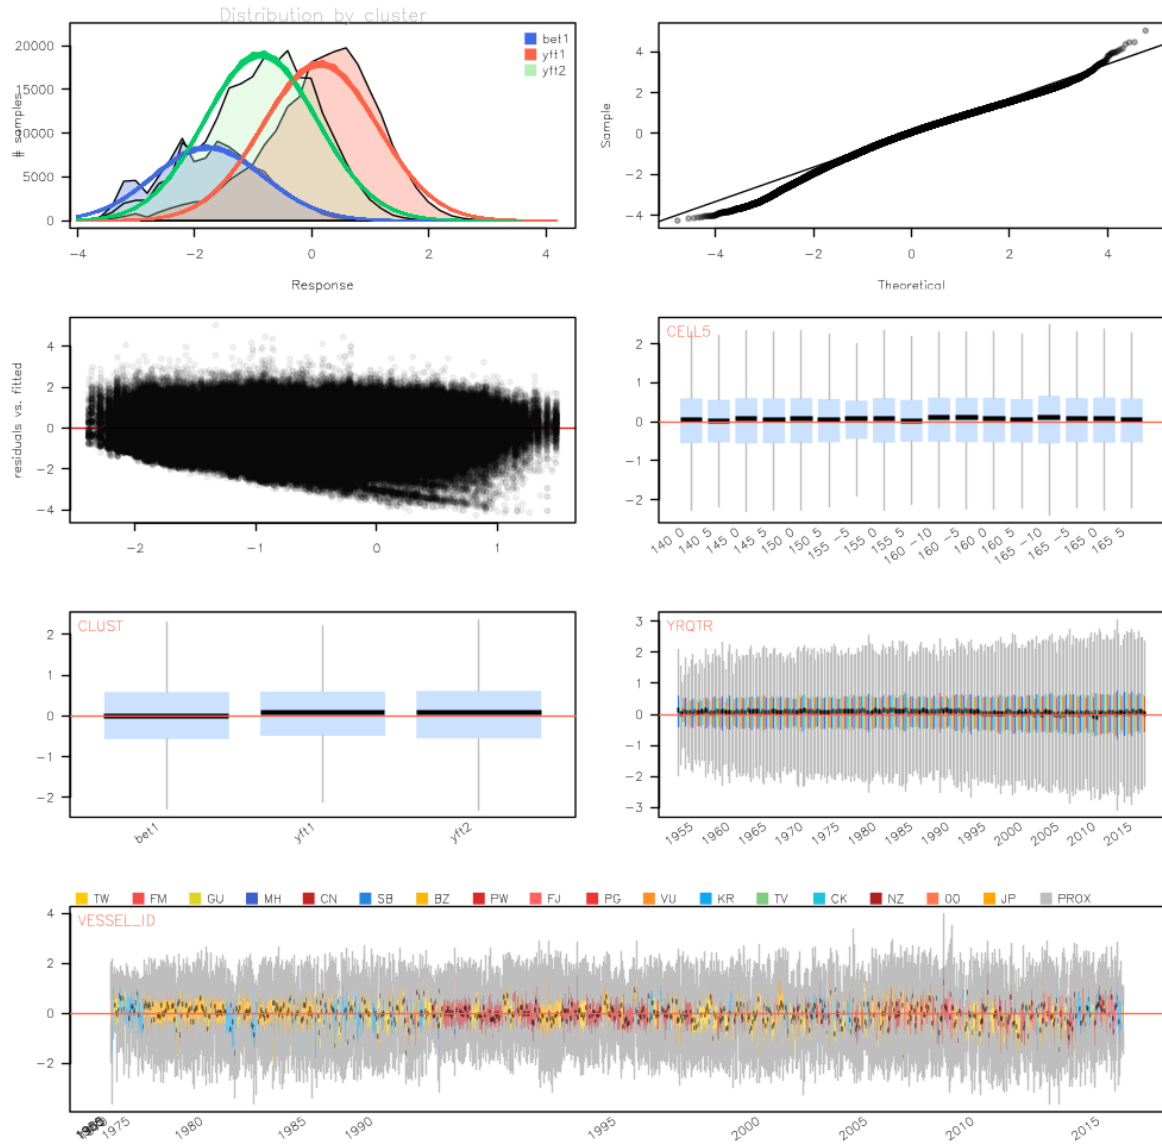 Distribution by cluster
# samples
20000
15000
10000
5000
0
bet1
yft1
yft2
-4 -2 0 2 4
Response
Sample
4
2
0
-2
-4
-4 -2 0 2 4
Theoretical
residuals vs. fitted
4
2
0
-2
-4
-2 -1 0 1
CELL5
2
1
0
-1
-2
140 0 140 5 145 0 145 5 150 0 150 5 155 -5 155 0 155 5 160 -10 160 -5 160 0 160 5 165 -10 165 -5 165 0 165 5
CLUST
2
1
0
-1
-2
bet1 yft1 yft2
YRQTR
3
2
1
0
-1
-2
-3
1955 1960 1965 1970 1975 1980 1985 1990 1995 2000 2005 2010 2015
TW FM GU MH CN SB BZ PW FJ PG VU KR TV CK NZ OO JP PROX
VESSEL_ID
4
2
0
-2
1975 1980 1985 1990 1995 2000 2005 2010 2015